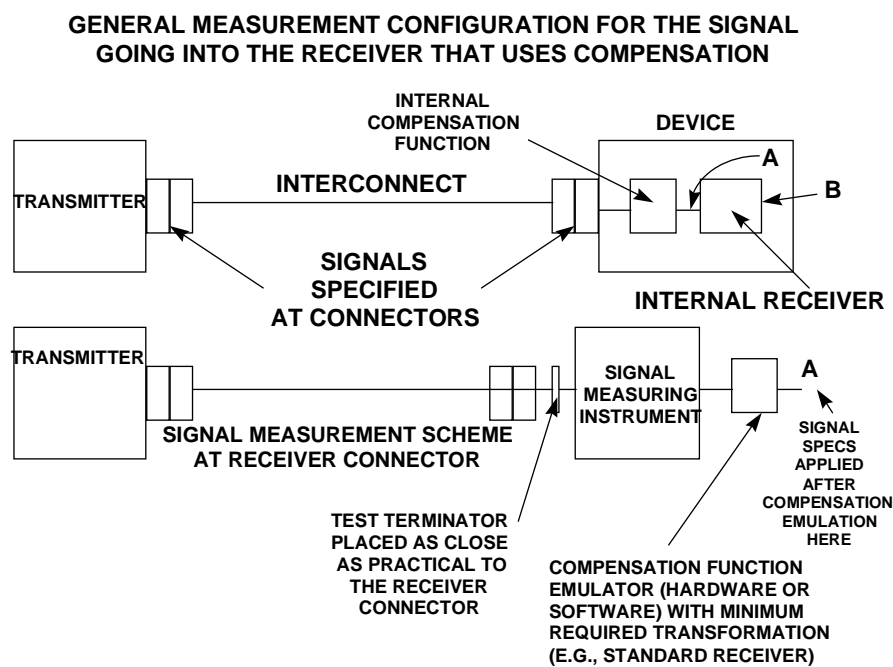 GENERAL MEASUREMENT CONFIGURATION FOR THE SIGNAL
GOING INTO THE RECEIVER THAT USES COMPENSATION
INTERNAL
COMPENSATION
FUNCTION
DEVICE
A
TRANSMITTER
INTERCONNECT
B
SIGNALS
SPECIFIED
AT CONNECTORS
INTERNAL RECEIVER
TRANSMITTER
SIGNAL
MEASURING
INSTRUMENT
A
SIGNAL MEASUREMENT SCHEME
AT RECEIVER CONNECTOR
SIGNAL
SPECS
APPLIED
AFTER
COMPENSATION
EMULATION
HERE
TEST TERMINATOR
PLACED AS CLOSE
AS PRACTICAL TO
THE RECEIVER
CONNECTOR
COMPENSATION FUNCTION
EMULATOR (HARDWARE OR
SOFTWARE) WITH MINIMUM
REQUIRED TRANSFORMATION
(E.G., STANDARD RECEIVER)